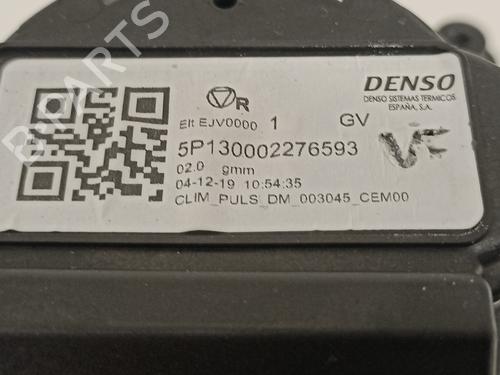 B-PARTS
R
DENSO
DENSO SISTEMAS TERMICOS
ESPAÑA, S.A.
Elt EJV0000 1 GV
5P130002276593
02.0 gmm
04-12-19 10:54:35
CLIM_PULS_DM_003045_CEM00